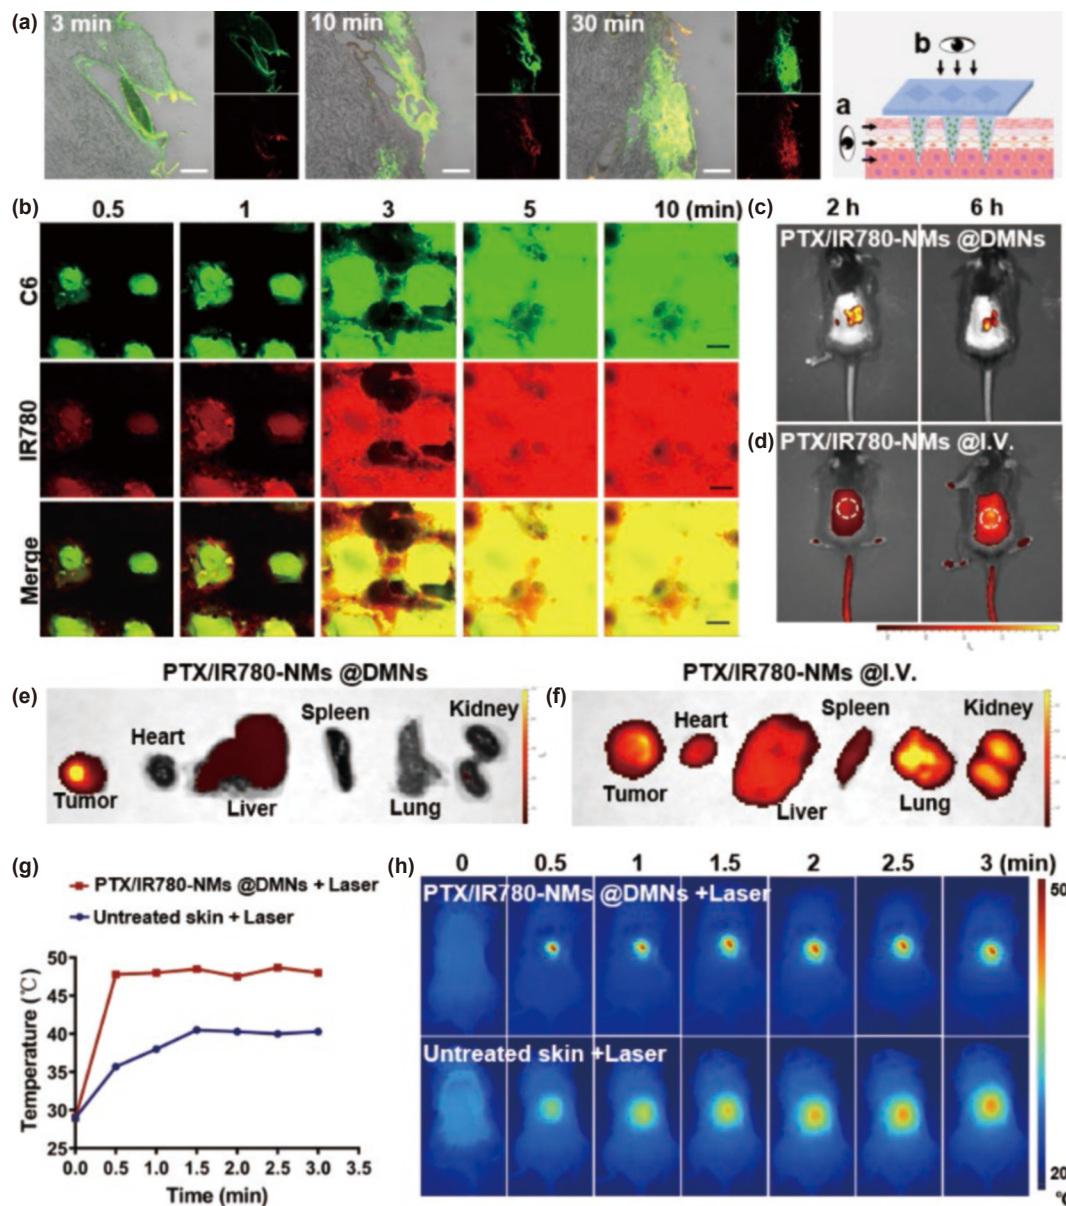 (a)
3 min
10 min
30 min
b
a
(b)
0.5
1
3
5
10 (min)
C6
IR780
Merge
(c)
2 h
6 h
PTX/IR780-NMs @DMNs
(d)
PTX/IR780-NMs @I.V.
(e)
PTX/IR780-NMs @DMNs
Tumor
Heart
Liver
Spleen
Lung
Kidney
(f)
PTX/IR780-NMs @I.V.
Tumor
Heart
Liver
Spleen
Lung
Kidney
(g)
PTX/IR780-NMs @DMNs + Laser
Untreated skin + Laser
Temperature (℃)
50
45
40
35
30
25
0.0
0.5
1.0
1.5
2.0
2.5
3.0
3.5
Time (min)
(h)
0
0.5
1
1.5
2
2.5
3 (min)
PTX/IR780-NMs @DMNs +Laser
Untreated skin +Laser
50
20